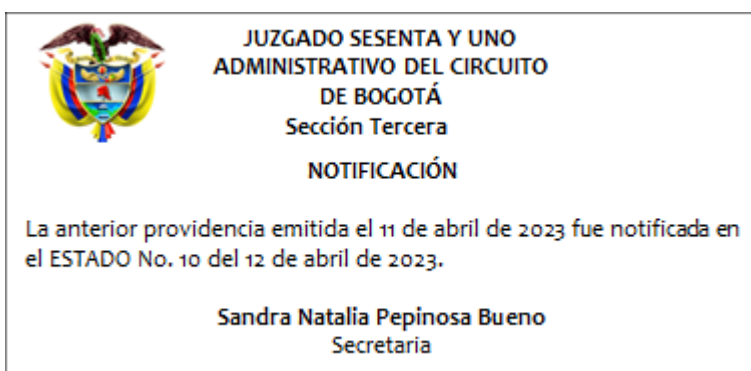 JUZGADO SESENTA Y UNO
ADMINISTRATIVO DEL CIRCUITO
DE BOGOTÁ
Sección Tercera
NOTIFICACIÓN
La anterior providencia emitida el 11 de abril de 2023 fue notificada en
el ESTADO No. 10 del 12 de abril de 2023.
Sandra Natalia Pepinosa Bueno
Secretaria